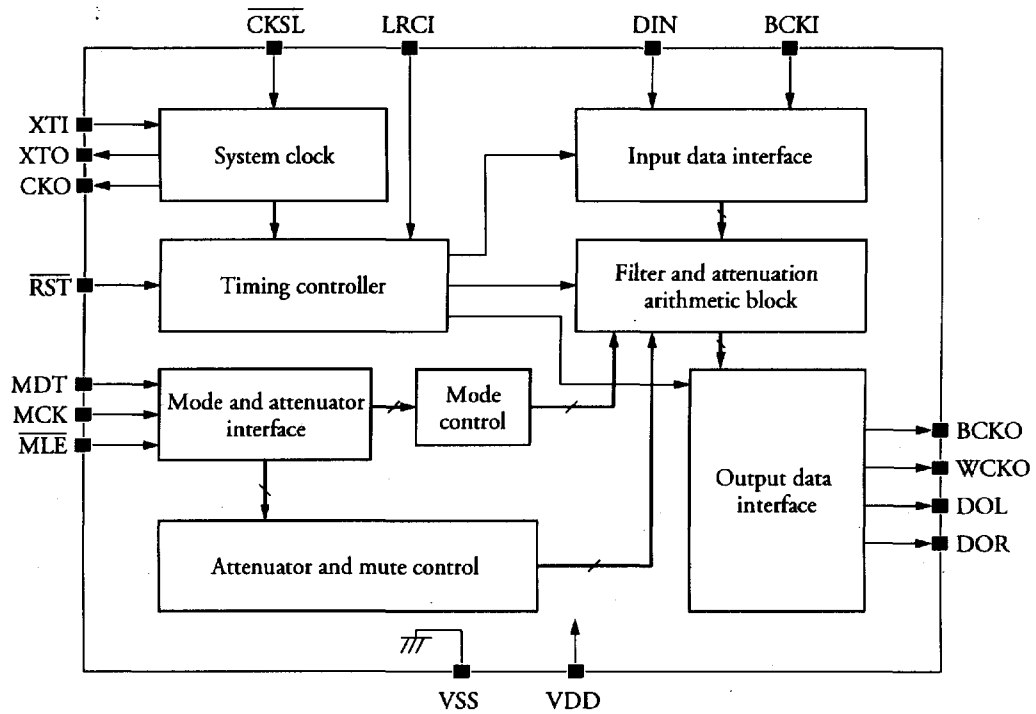 CKSL LRCI DIN BCKI
XTI
XTO
CKO
System clock
Input data interface
RST
Timing controller
Filter and attenuation
arithmetic block
MDT
MCK
MLE
Mode and attenuator
interface
Mode
control
Output data
interface
BCKO
WCKO
DOL
DOR
Attenuator and mute control
VSS VDD